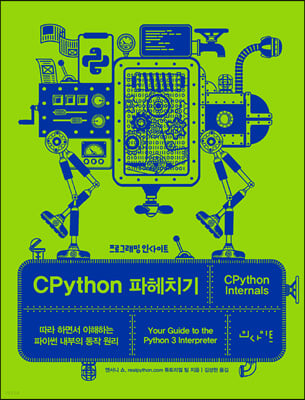 프로그래밍 인사이트
CPython 파헤치기
CPython
Internals
따라 하면서 이해하는
파이썬 내부의 동작 원리
Your Guide to the
Python 3 Interpreter
인사이트
앤서니 쇼, realpython.com 튜토리얼 팀 지음 | 김성현 옮김